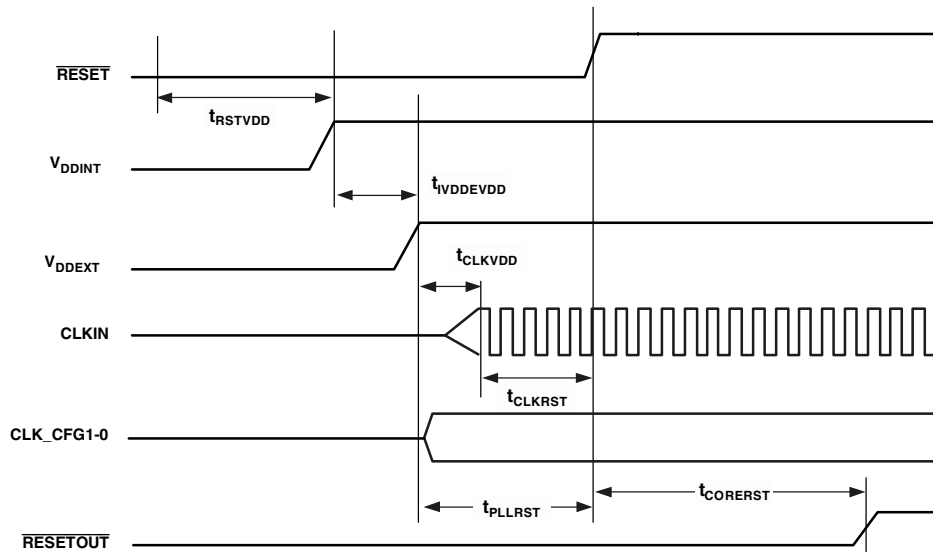 RESET
tRSTVDD
VDDINT
tIVDDEVDD
VDDEXT
tCLKVDD
CLKIN
tCLKRST
CLK_CFG1-0
tPLLRST
tCORERST
RESETOUT